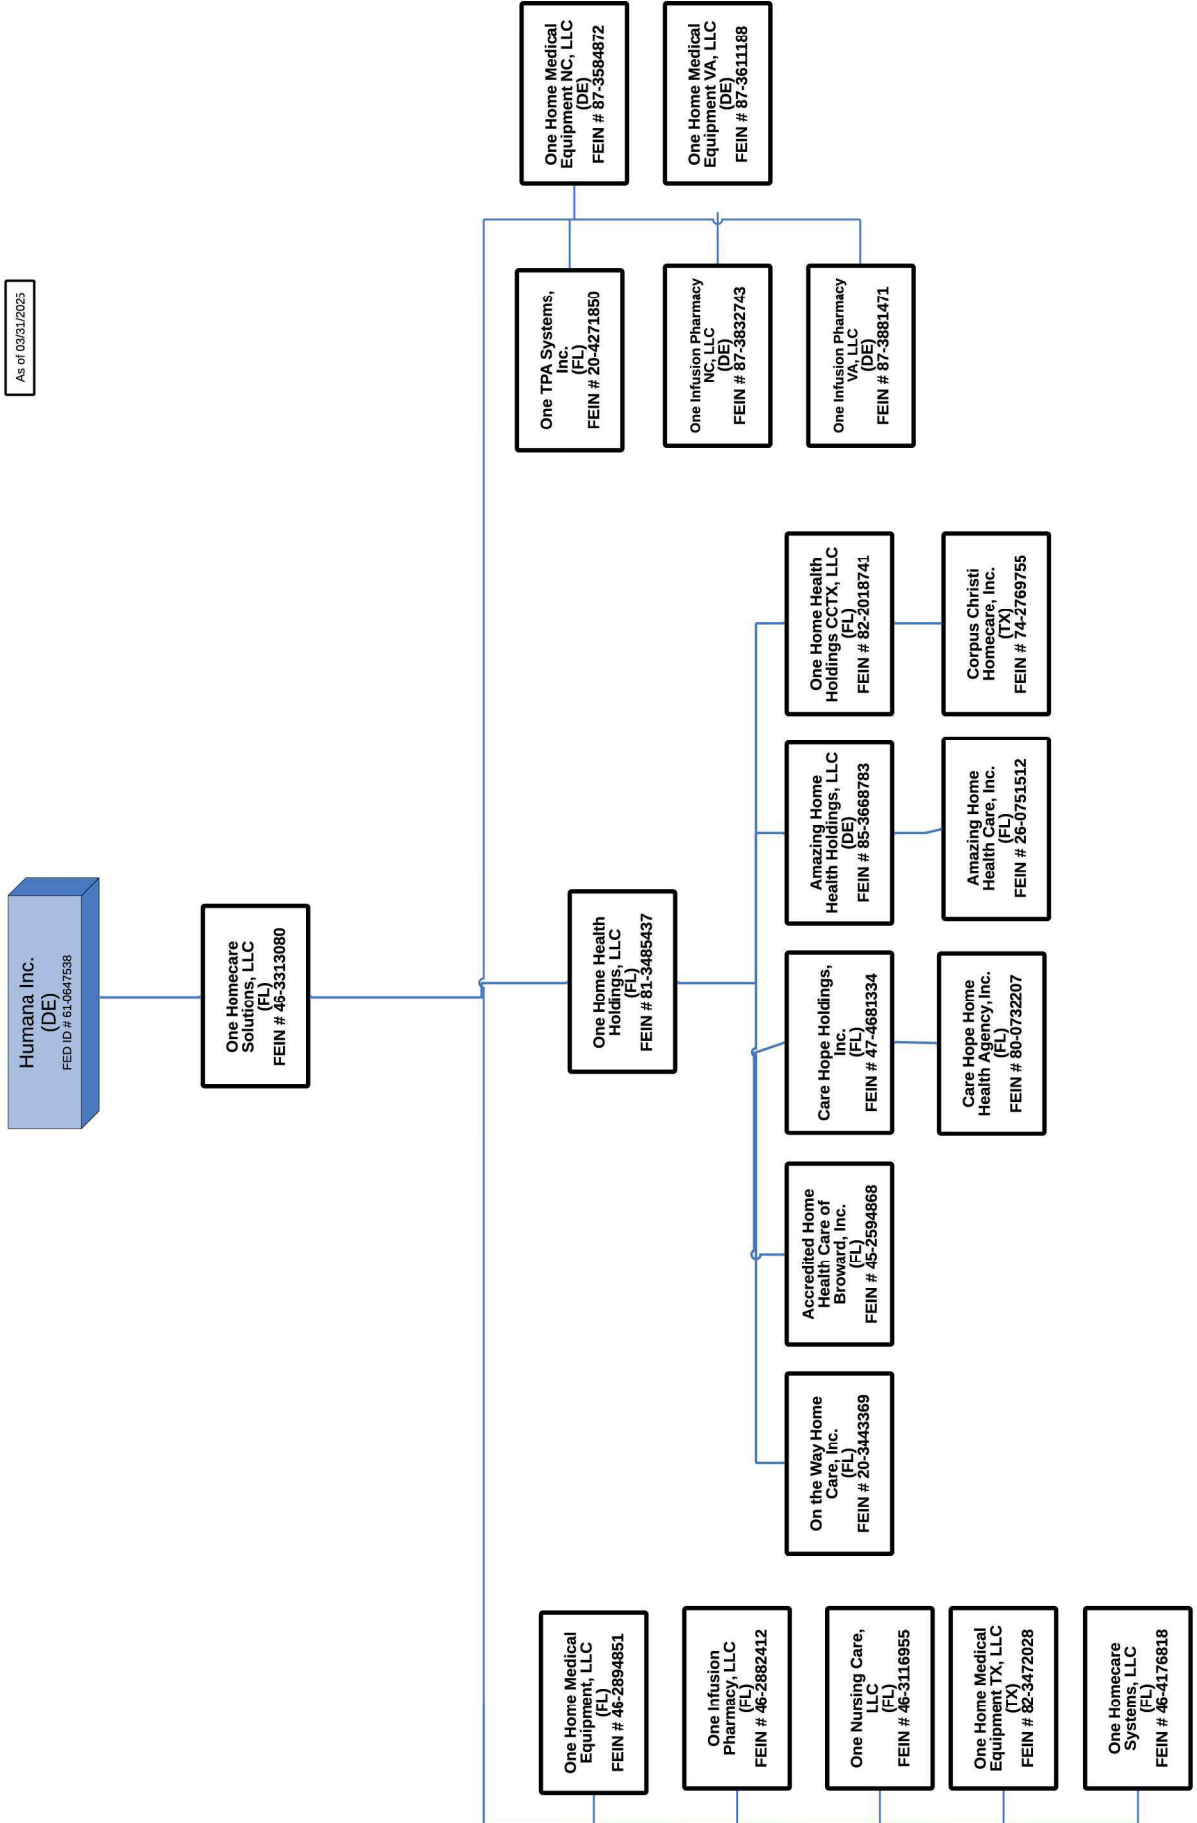 As of 03/31/2025
Humana Inc.
(DE)
FED ID # 61-0647538
One Homecare
Solutions, LLC
(FL)
FEIN # 46-3313080
One Home Medical
Equipment, LLC
(FL)
FEIN # 46-2894851
One Infusion
Pharmacy, LLC
(FL)
FEIN # 46-2882412
One Nursing Care,
LLC
(FL)
FEIN # 46-3116955
One Home Medical
Equipment TX, LLC
(TX)
FEIN # 82-3472028
One Homecare
Systems, LLC
(FL)
FEIN # 46-4176818
One Home Health
Holdings, LLC
(FL)
FEIN # 81-3485437
On the Way Home
Care, Inc.
(FL)
FEIN # 20-3443369
Accredited Home
Health Care of
Broward, Inc.
(FL)
FEIN # 45-2594868
Care Hope Holdings,
Inc.
(FL)
FEIN # 47-4681334
Amazing Home
Health Holdings, LLC
(DE)
FEIN # 85-3668783
One Home Health
Holdings CCTX, LLC
(FL)
FEIN # 82-2018741
Care Hope Home
Health Agency, Inc.
(FL)
FEIN # 80-0732207
Amazing Home
Health Care, Inc.
(FL)
FEIN # 26-0751512
Corpus Christi
Homecare, Inc.
(TX)
FEIN # 74-2769755
One TPA Systems,
Inc.
(FL)
FEIN # 20-4271850
One Infusion Pharmacy
NC, LLC
(DE)
FEIN # 87-3832743
One Infusion Pharmacy
VA, LLC
(DE)
FEIN # 87-3881471
One Home Medical
Equipment NC, LLC
(DE)
FEIN # 87-3584872
One Home Medical
Equipment VA, LLC
(DE)
FEIN # 87-3611188